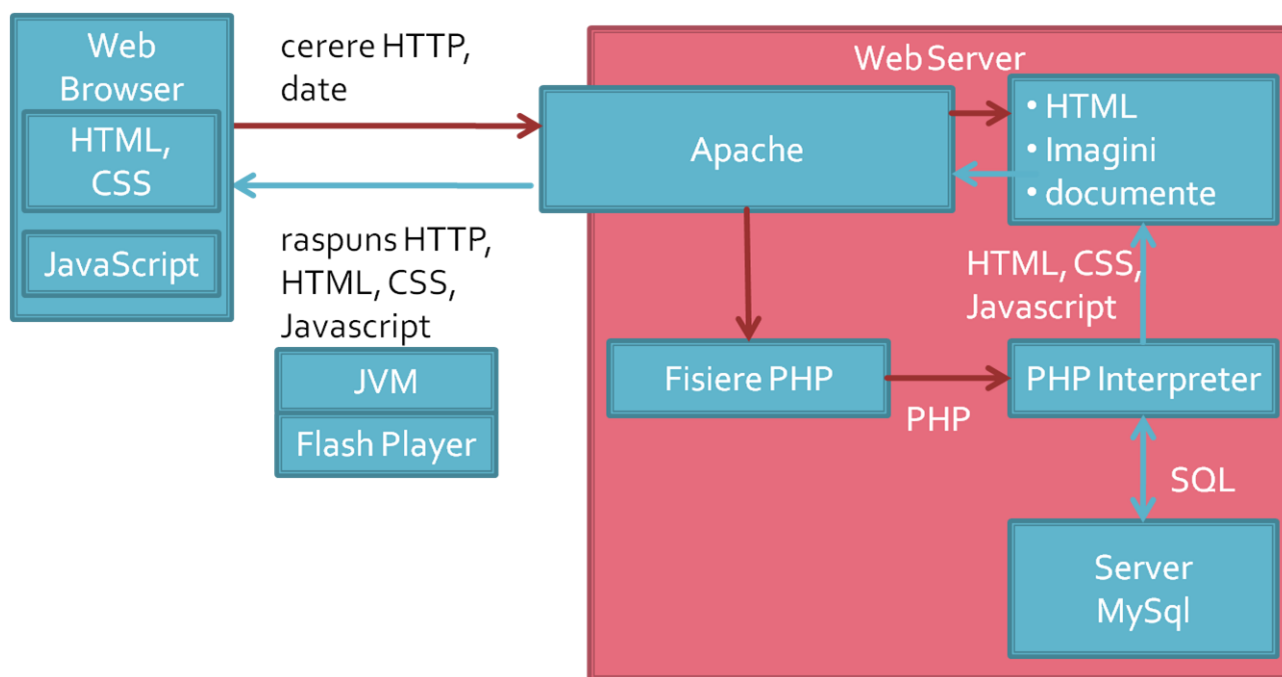 Web
Browser
HTML,
CSS
JavaScript
cerere HTTP,
date
raspuns HTTP,
HTML, CSS,
Javascript
JVM
Flash Player
Web Server
Apache
• HTML
• Imagini
• documente
HTML, CSS,
Javascript
Fisiere PHP
PHP
PHP Interpreter
SQL
Server
MySql